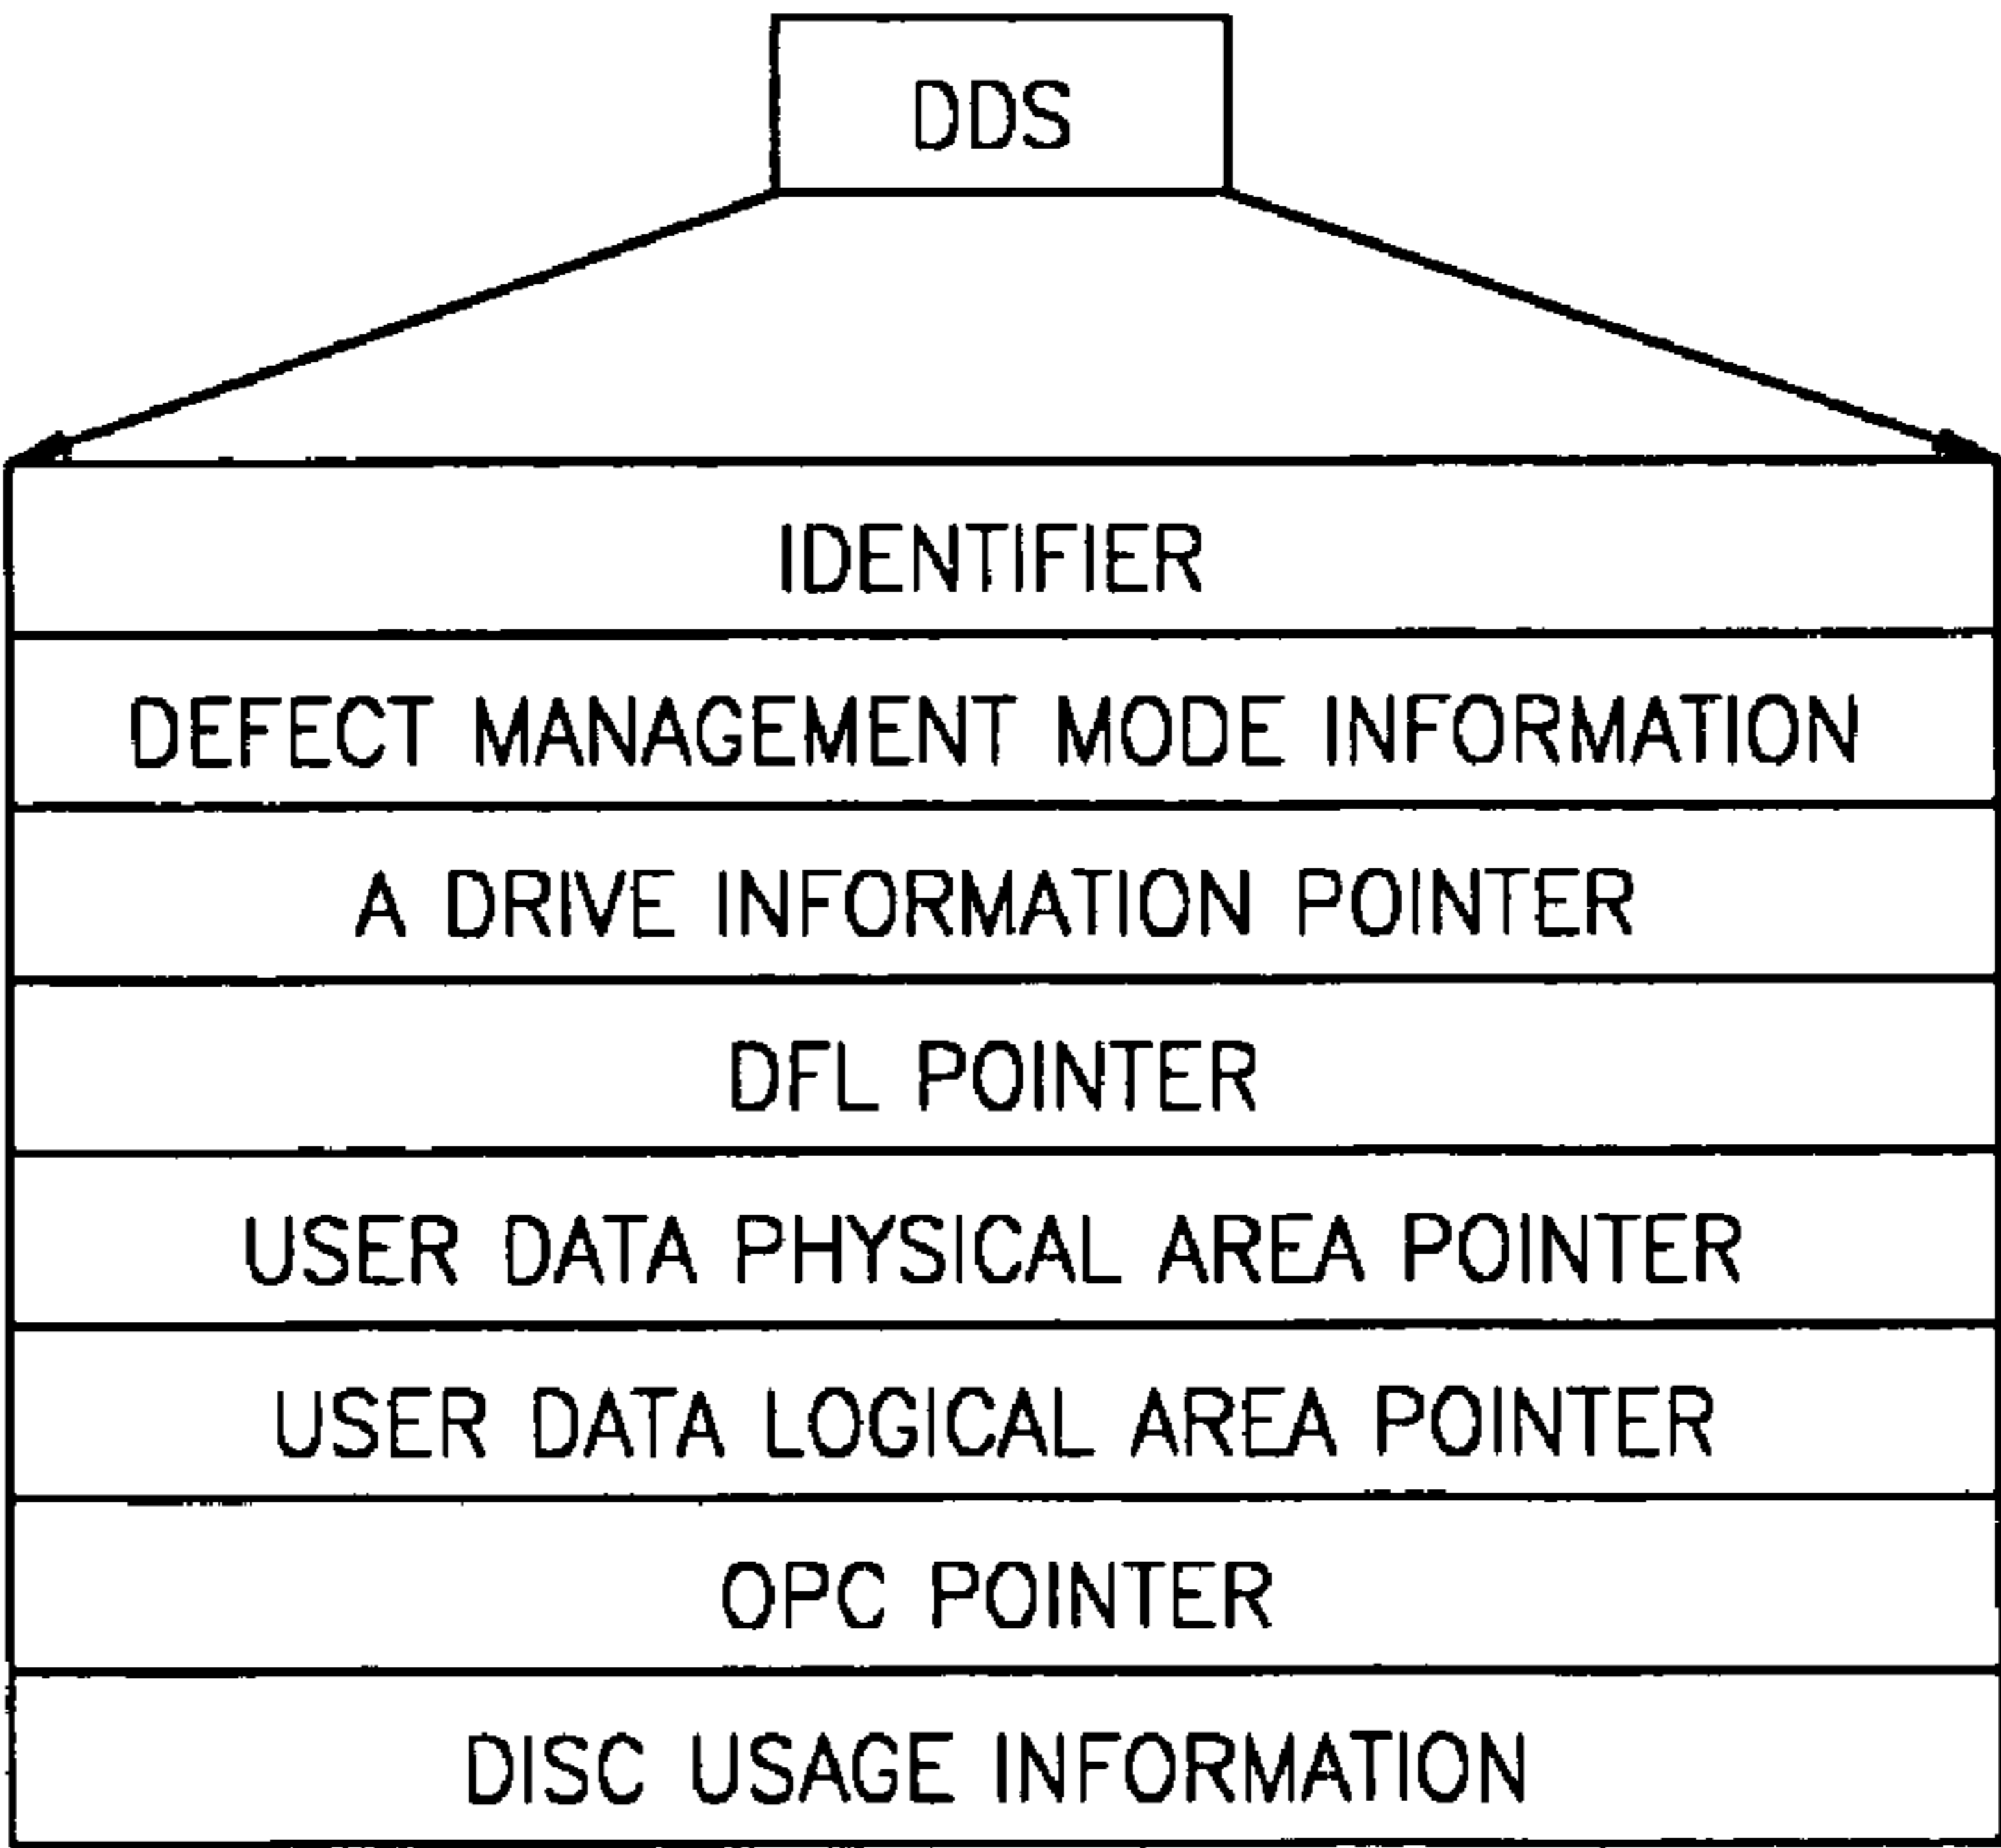 DDS
IDENTIFIER
DEFECT MANAGEMENT MODE INFORMATION
A DRIVE INFORMATION POINTER
DFL POINTER
USER DATA PHYSICAL AREA POINTER
USER DATA LOGICAL AREA POINTER
OPC POINTER
DISC USAGE INFORMATION